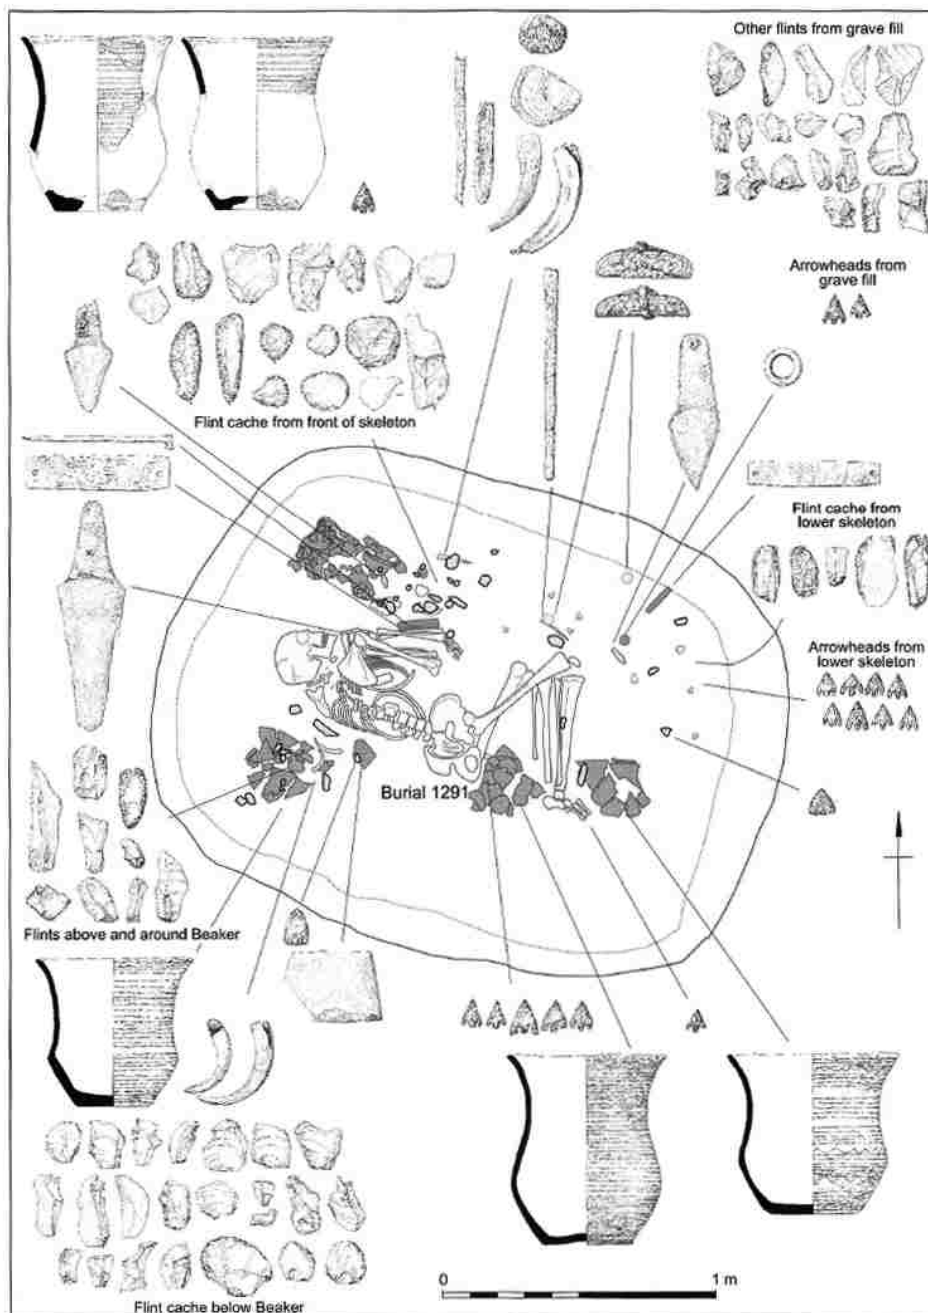 Other flints from grave fill
Arrowheads from
grave fill
Flint cache from front of skeleton
Flint cache from
lower skeleton
Arrowheads from
lower skeleton
Burial 1291
Flints above and around Beaker
Flint cache below Beaker
0
1 m